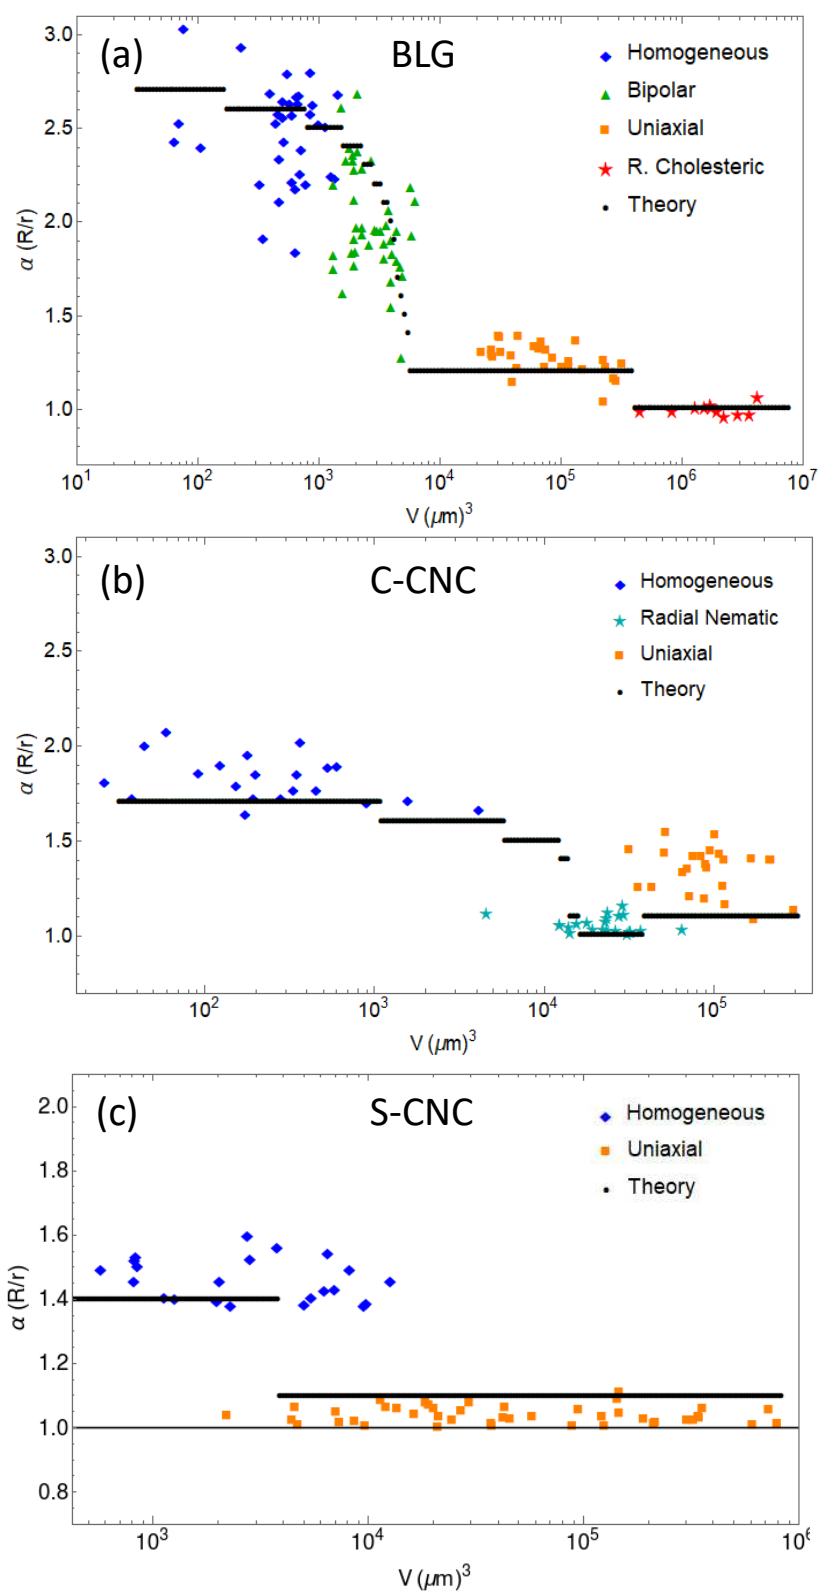 (a) BLG
Homogeneous
Bipolar
Uniaxial
R. Cholesteric
Theory
α (R/r)
3.0
2.5
2.0
1.5
1.0
10¹ 10² 10³ 10⁴ 10⁵ 10⁶ 10⁷
V (μm)³
(b) C-CNC
Homogeneous
Radial Nematic
Uniaxial
Theory
α (R/r)
3.0
2.5
2.0
1.5
1.0
10² 10³ 10⁴ 10⁵
V (μm)³
(c) S-CNC
Homogeneous
Uniaxial
Theory
α (R/r)
2.0
1.8
1.6
1.4
1.2
1.0
0.8
10³ 10⁴ 10⁵ 10⁶
V (μm)³